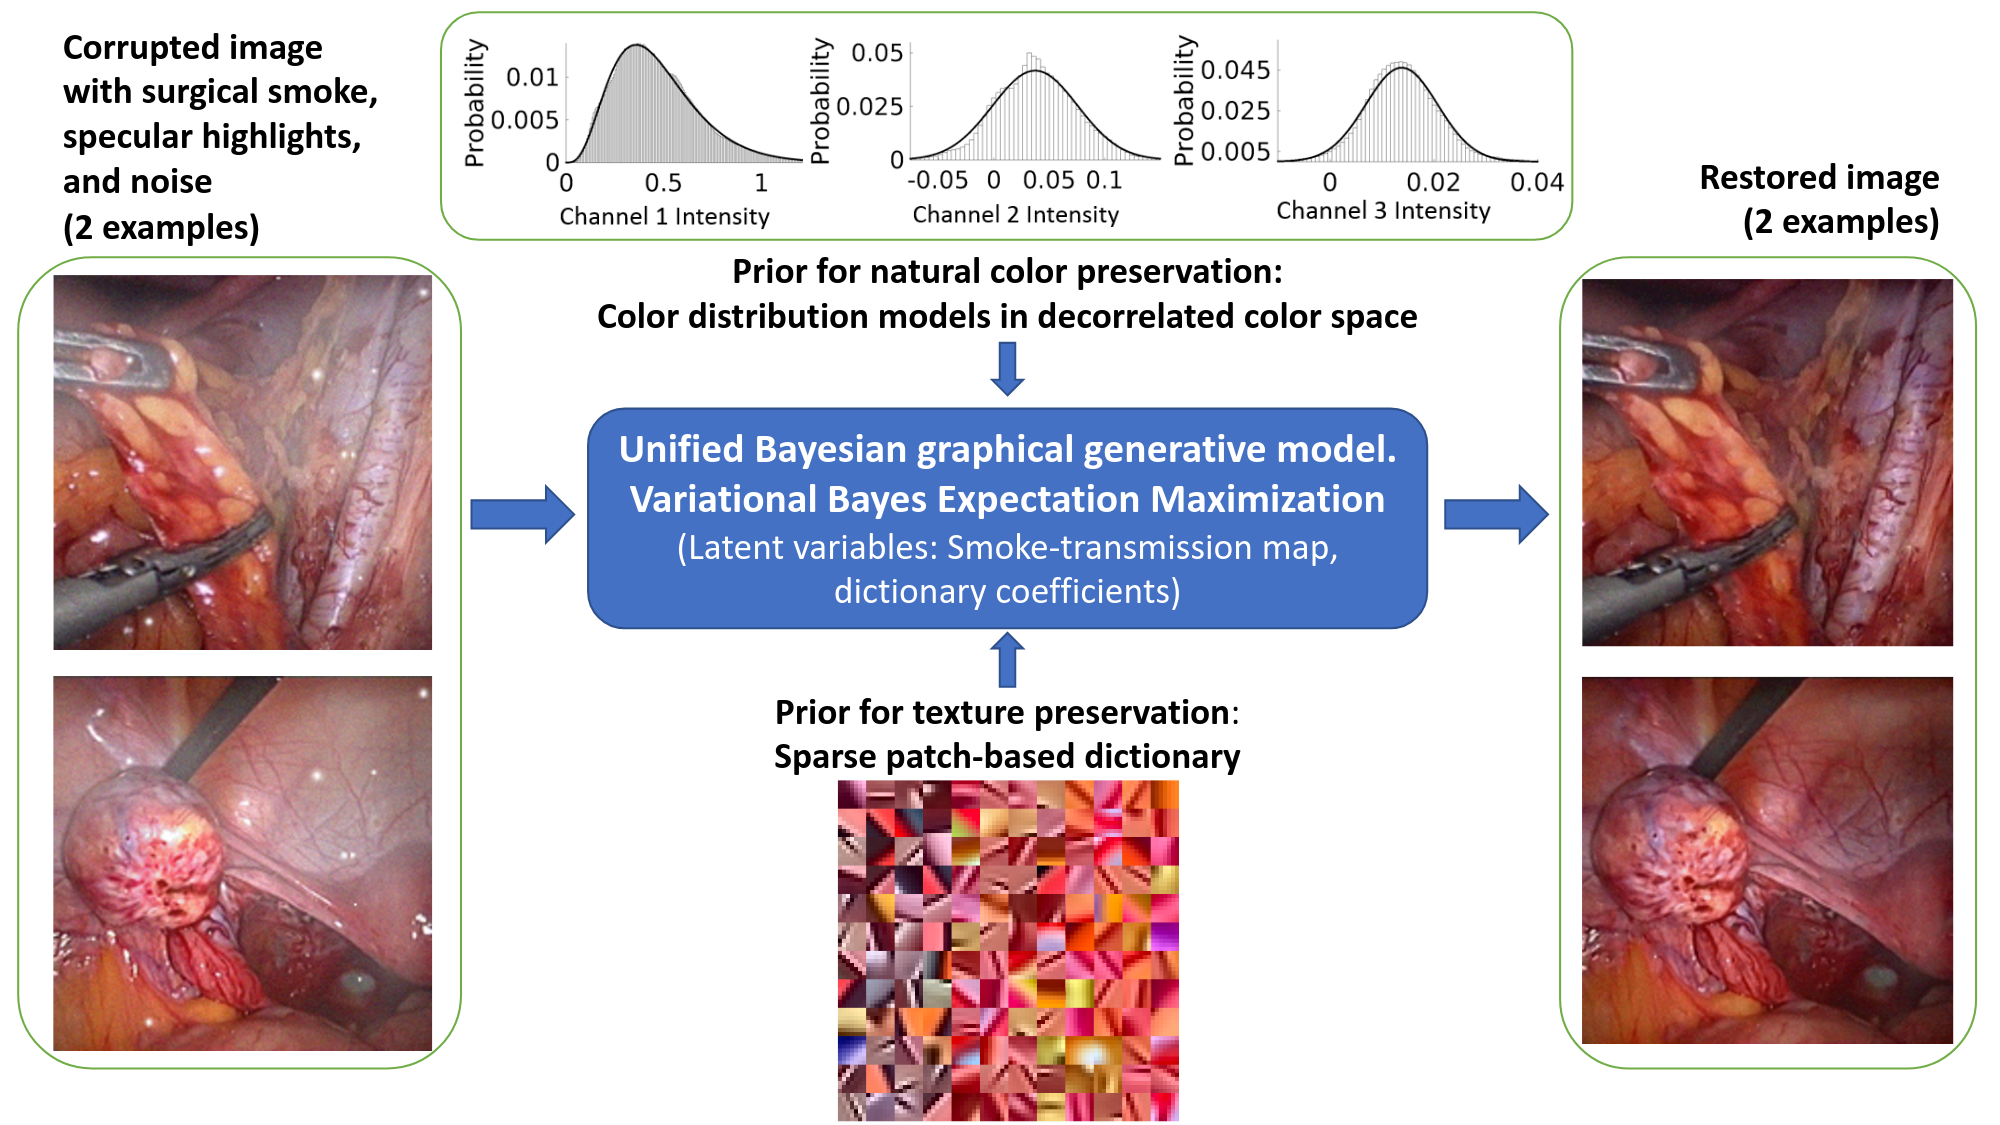 Corrupted image
with surgical smoke,
specular highlights,
and noise
(2 examples)
Probability
0.01
0.005
0
0 0.5 1
Channel 1 Intensity
Probability
0.05
0.025
0
-0.05 0 0.05 0.1
Channel 2 Intensity
Probability
0.045
0.025
0.005
0 0.02 0.04
Channel 3 Intensity
Restored image
(2 examples)
Prior for natural color preservation:
Color distribution models in decorrelated color space
Unified Bayesian graphical generative model.
Variational Bayes Expectation Maximization
(Latent variables: Smoke-transmission map,
dictionary coefficients)
Prior for texture preservation:
Sparse patch-based dictionary